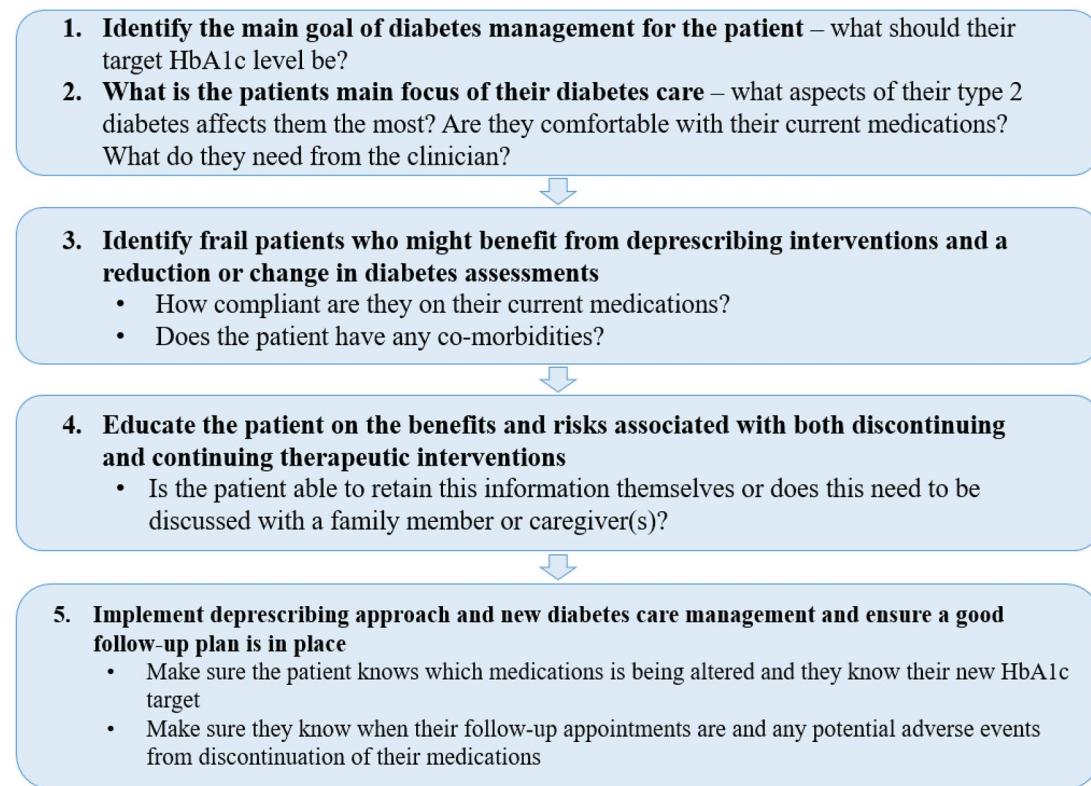 1. Identify the main goal of diabetes management for the patient – what should their
target HbA1c level be?
2. What is the patients main focus of their diabetes care – what aspects of their type 2
diabetes affects them the most? Are they comfortable with their current medications?
What do they need from the clinician?
3. Identify frail patients who might benefit from deprescribing interventions and a
reduction or change in diabetes assessments
• How compliant are they on their current medications?
• Does the patient have any co-morbidities?
4. Educate the patient on the benefits and risks associated with both discontinuing
and continuing therapeutic interventions
• Is the patient able to retain this information themselves or does this need to be
discussed with a family member or caregiver(s)?
5. Implement deprescribing approach and new diabetes care management and ensure a good
follow-up plan is in place
• Make sure the patient knows which medications is being altered and they know their new HbA1c
target
• Make sure they know when their follow-up appointments are and any potential adverse events
from discontinuation of their medications